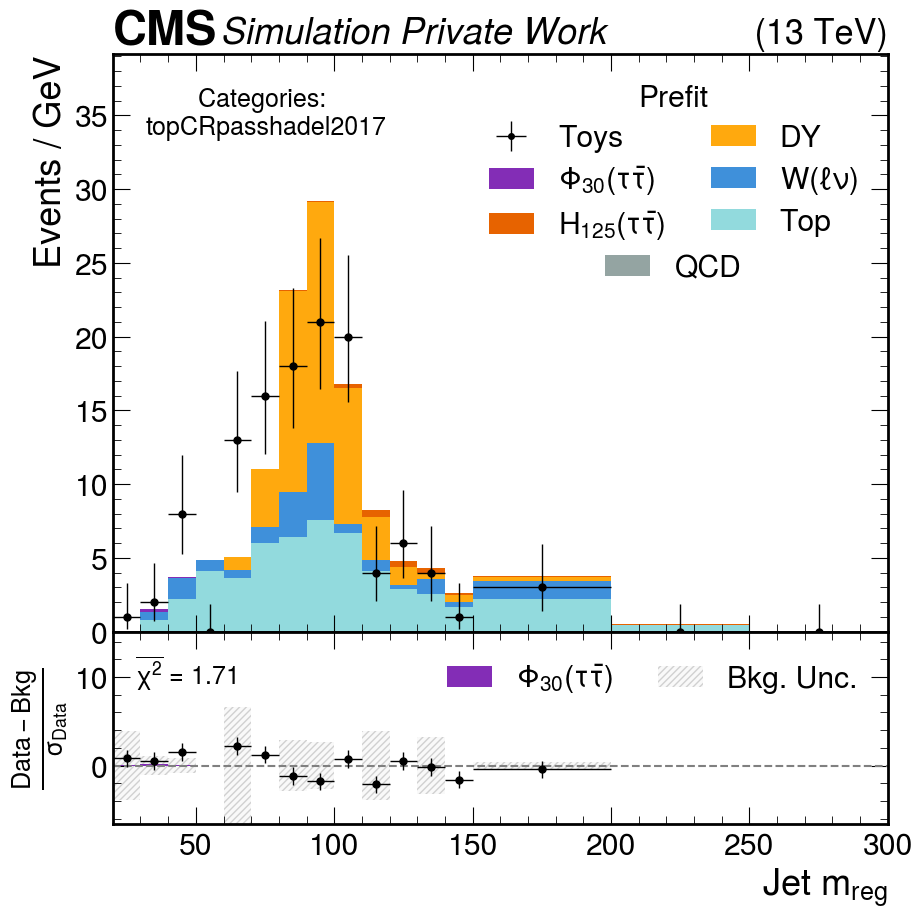 CMS Simulation Private Work (13 TeV)
Events / GeV
35
30
25
20
15
10
5
0
Categories:
topCRpasshadel2017
Prefit
Toys
Φ₃₀(ττ̄)
H₁₂₅(ττ̄)
DY
W(ℓν)
Top
QCD
Data − Bkg
σ_Data
10
0
χ̅²̅ = 1.71
Φ₃₀(ττ̄)
Bkg. Unc.
50 100 150 200 250 300
Jet m_reg